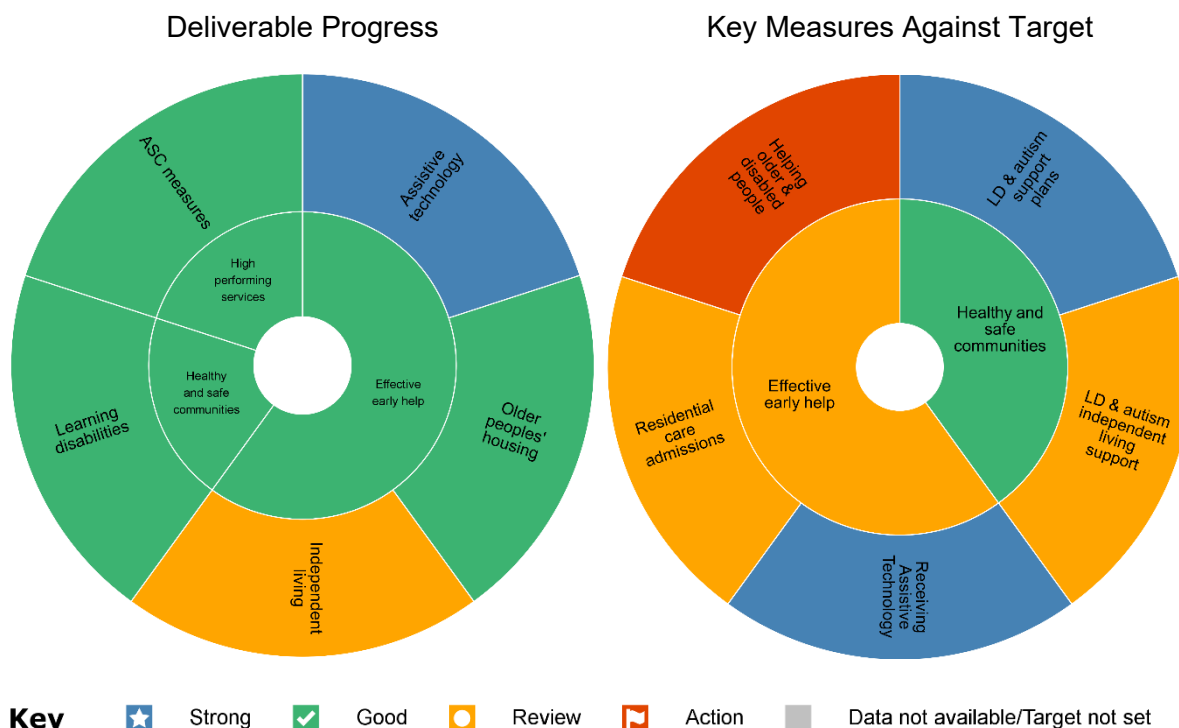 Deliverable Progress
Key Measures Against Target
ASC measures
Assistive
technology
High
performing
services
Healthy
and safe
communities
Effective
early help
Learning
disabilities
Older
peoples'
housing
Independent
living
Helping
older &
disabled
people
LD & autism
support
plans
Healthy and
safe
communities
Effective
early help
Residential
care
admissions
LD & autism
independent
living
support
Receiving
Assistive
Technology
Key Strong Good Review Action Data not available/Target not set